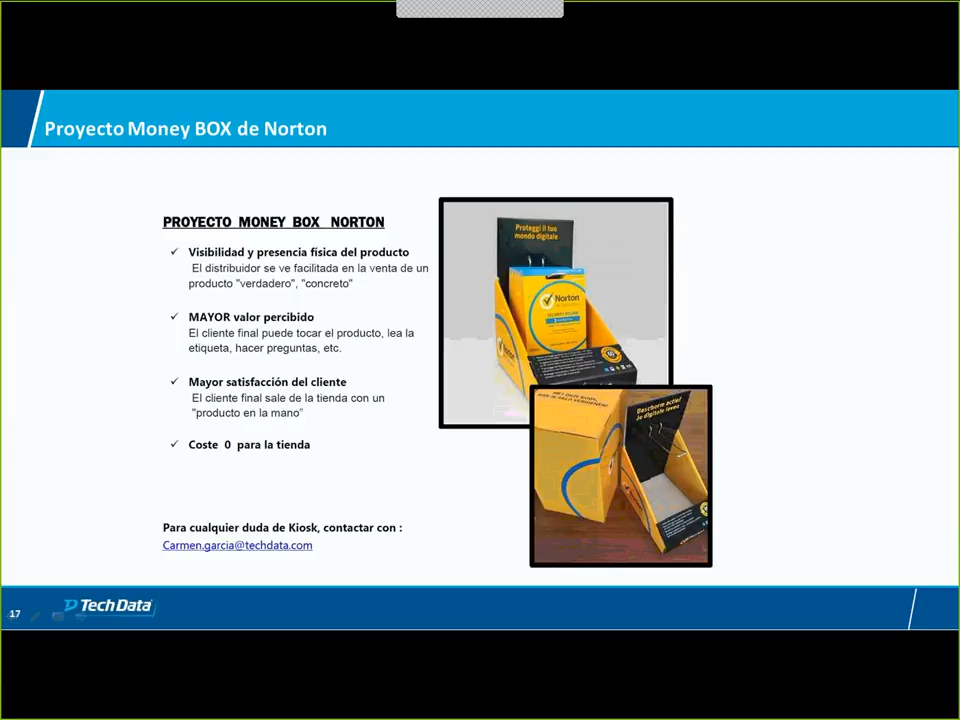 Proyecto Money BOX de Norton
PROYECTO MONEY BOX NORTON
✓ Visibilidad y presencia física del producto
El distribuidor se ve facilitada en la venta de un
producto "verdadero", "concreto"
✓ MAYOR valor percibido
El cliente final puede tocar el producto, lea la
etiqueta, hacer preguntas, etc.
✓ Mayor satisfacción del cliente
El cliente final sale de la tienda con un
"producto en la mano"
✓ Coste 0 para la tienda
Para cualquier duda de Kiosk, contactar con :
Carmen.garcia@techdata.com
Proteggi il tuo
mondo digitale
Norton
Bescherm actief
je digitale leven
17
Tech Data